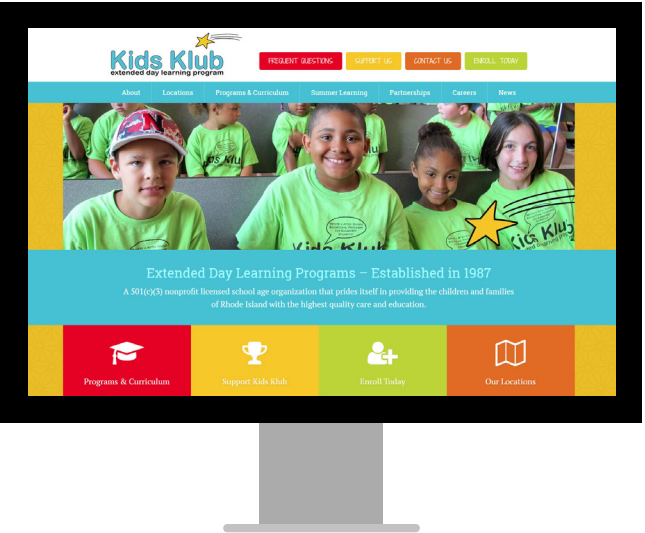 Kids Klub
extended day learning program
FREQUENT QUESTIONS
SUPPORT US
CONTACT US
ENROLL TODAY
About
Locations
Programs & Curriculum
Summer Learning
Partnerships
Careers
News
Kids Klub
Kids Klub
Extended Day Learning Programs – Established in 1987
A 501(c)(3) nonprofit licensed school age organization that prides itself in providing the children and families
of Rhode Island with the highest quality care and education.
Programs & Curriculum
Support Kids Klub
Enroll Today
Our Locations